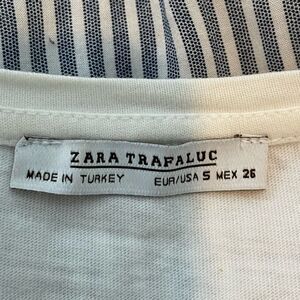 ZARA TRAFALUC
MADE IN TURKEY EUR/USA S MEX 26